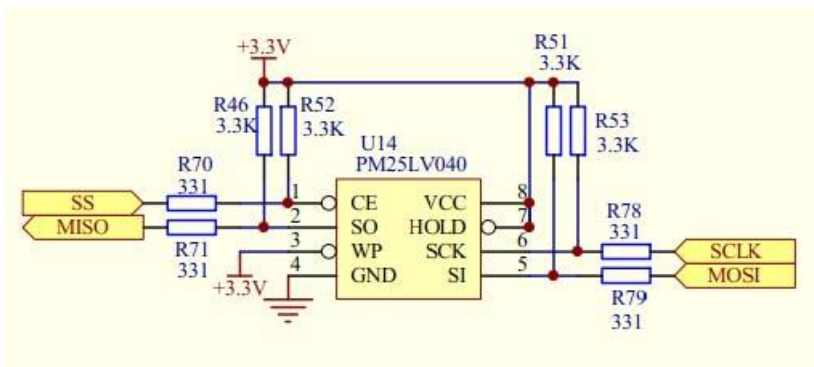 +3.3V
R51
3.3K
R46
3.3K
R52
3.3K
R53
3.3K
U14
PM25LV040
R70
331
SS
1
CE
VCC
8
MISO
2
SO
HOLD
7
R71
331
3
WP
SCK
6
R78
331
SCLK
4
GND
SI
5
MOSI
+3.3V
R79
331